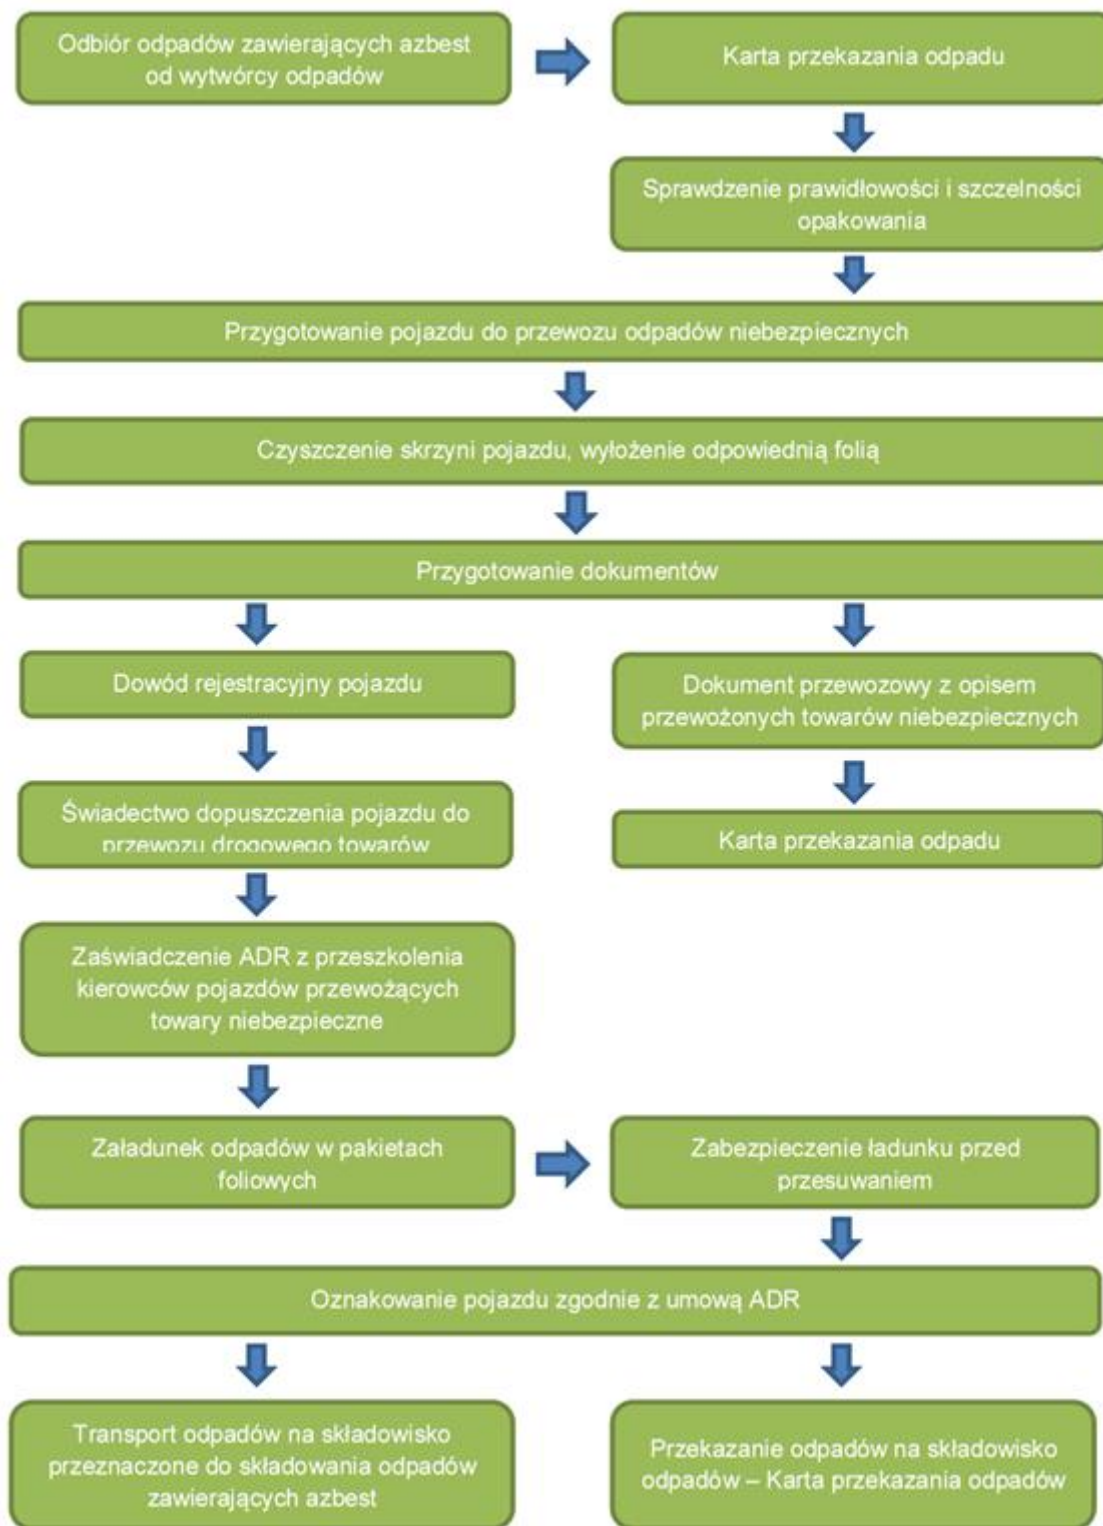 Odbiór odpadów zawierających azbest
od wytwórcy odpadów
Karta przekazania odpadu
Sprawdzenie prawidłowości i szczelności
opakowania
Przygotowanie pojazdu do przewozu odpadów niebezpiecznych
Czyszczenie skrzyni pojazdu, wyłożenie odpowiednią folią
Przygotowanie dokumentów
Dowód rejestracyjny pojazdu
Dokument przewozowy z opisem
przewożonych towarów niebezpiecznych
Świadectwo dopuszczenia pojazdu do
przewozu drogowego towarów
Karta przekazania odpadu
Zaświadczenie ADR z przeszkolenia
kierowców pojazdów przewożących
towary niebezpieczne
Załadunek odpadów w pakietach
foliowych
Zabezpieczenie ładunku przed
przesuwaniem
Oznakowanie pojazdu zgodnie z umową ADR
Transport odpadów na składowisko
przeznaczone do składowania odpadów
zawierających azbest
Przekazanie odpadów na składowisko
odpadów – Karta przekazania odpadów